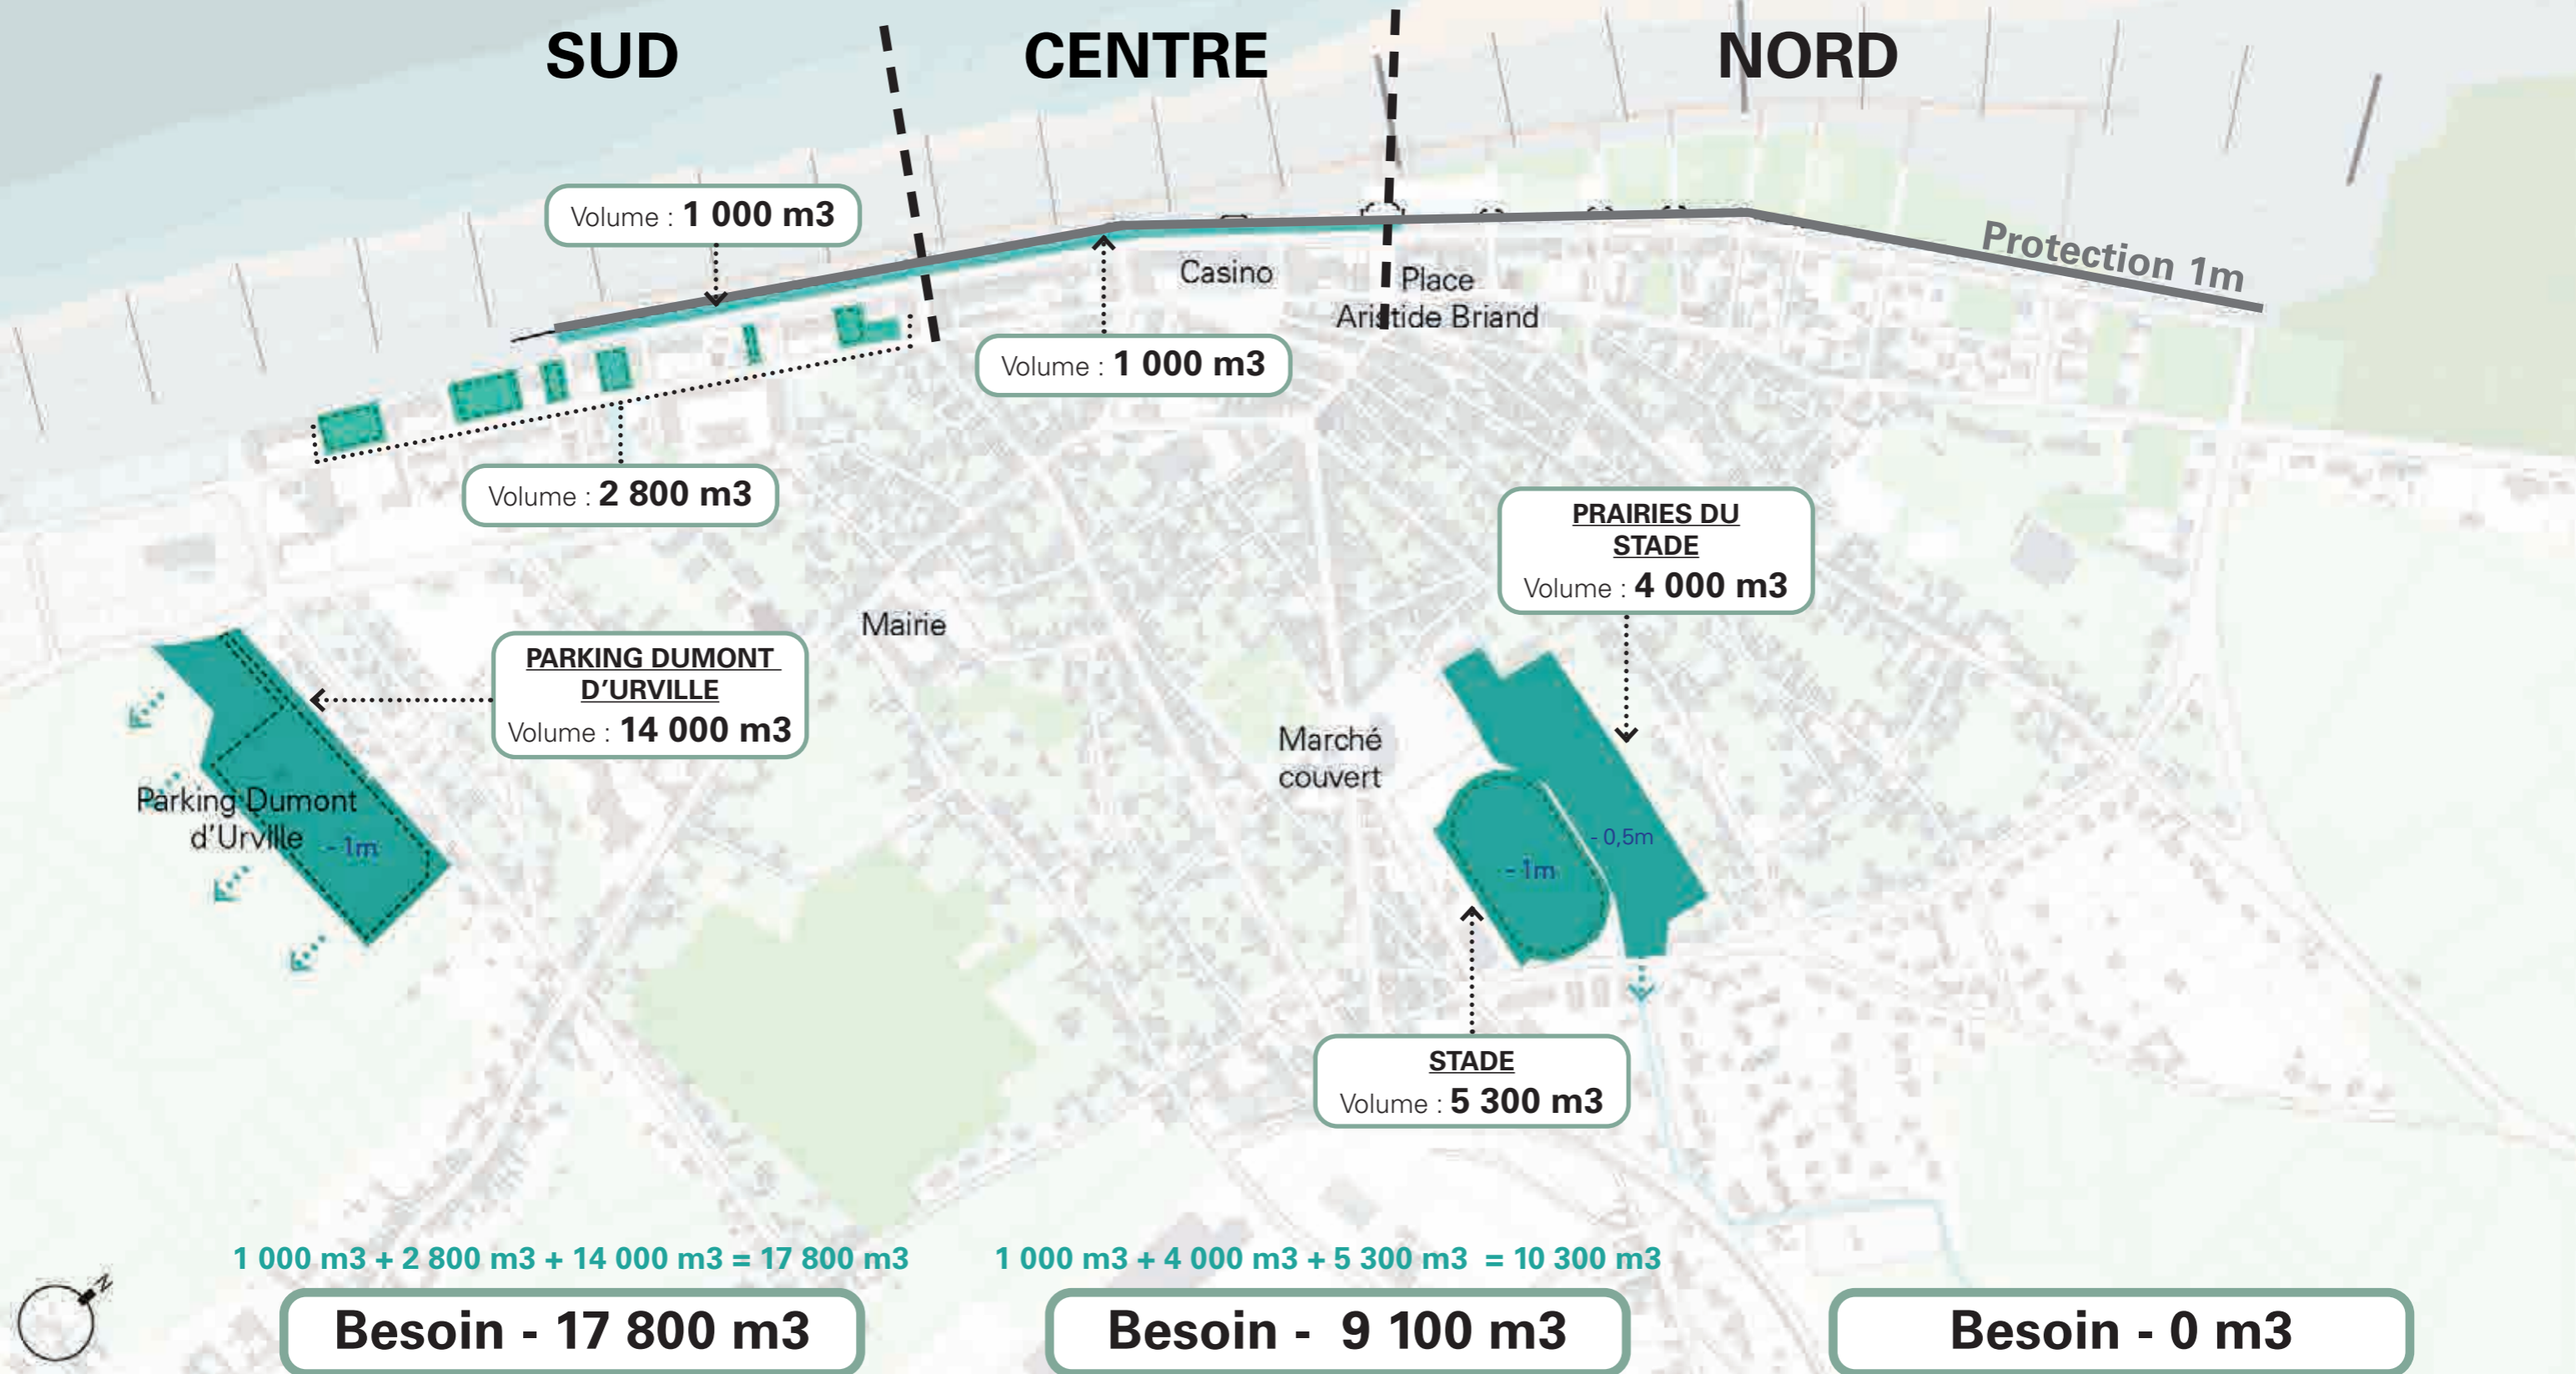 SUD
CENTRE
NORD
Volume : 1 000 m3
Protection 1m
Casino
Place
Aristide Briand
Volume : 1 000 m3
Volume : 2 800 m3
PRAIRIES DU
STADE
Volume : 4 000 m3
Mairie
PARKING DUMONT
D'URVILLE
Volume : 14 000 m3
Marché
couvert
Parking Dumont
d'Urville
- 1m
- 0,5m
- 1m
STADE
Volume : 5 300 m3
1 000 m3 + 2 800 m3 + 14 000 m3 = 17 800 m3
1 000 m3 + 4 000 m3 + 5 300 m3 = 10 300 m3
N
Besoin - 17 800 m3
Besoin - 9 100 m3
Besoin - 0 m3